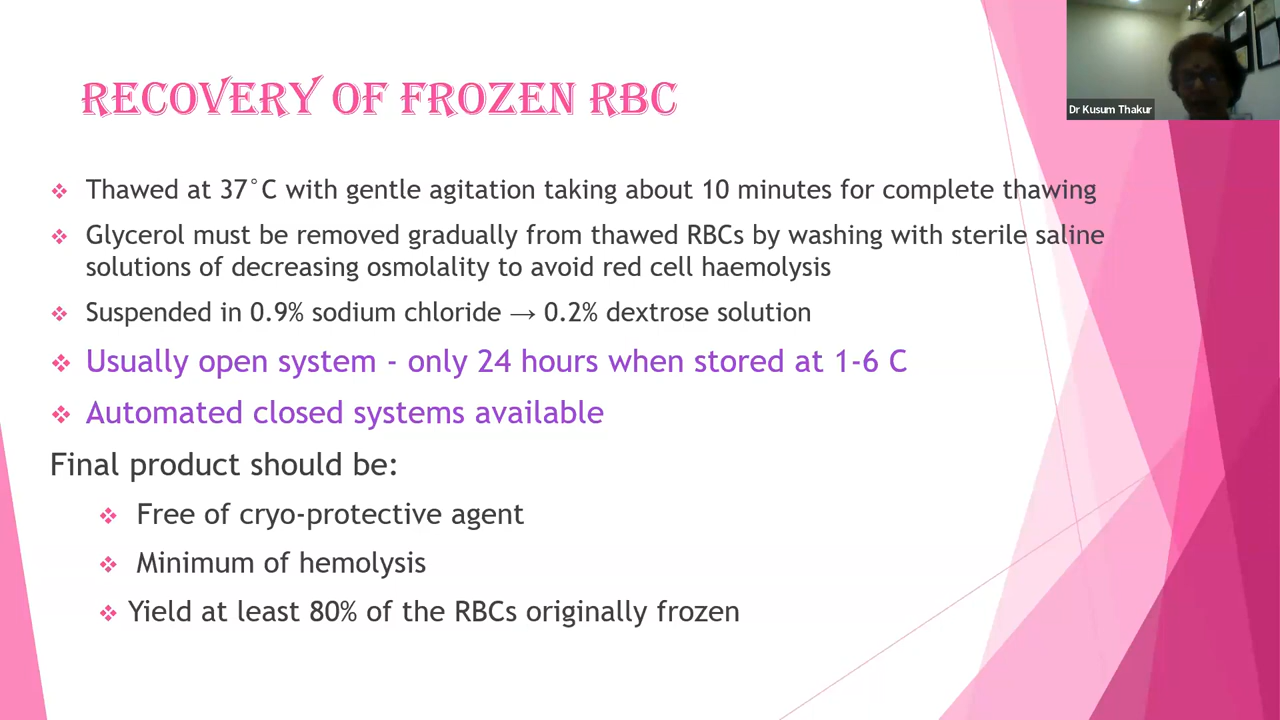 RECOVERY OF FROZEN RBC
Dr Kusum Thakur
❖ Thawed at 37°C with gentle agitation taking about 10 minutes for complete thawing
❖ Glycerol must be removed gradually from thawed RBCs by washing with sterile saline
solutions of decreasing osmolality to avoid red cell haemolysis
❖ Suspended in 0.9% sodium chloride → 0.2% dextrose solution
❖ Usually open system - only 24 hours when stored at 1-6 C
❖ Automated closed systems available
Final product should be:
❖ Free of cryo-protective agent
❖ Minimum of hemolysis
❖ Yield at least 80% of the RBCs originally frozen